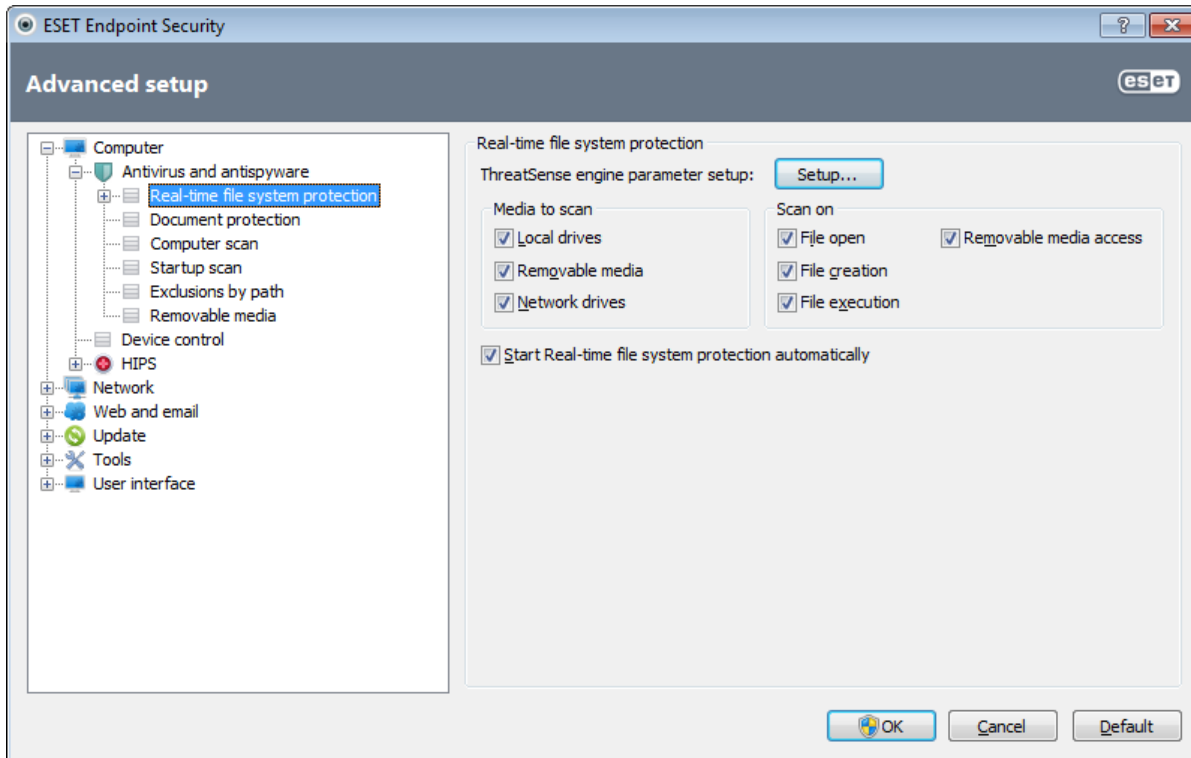 ESET Endpoint Security
?
Advanced setup
eset
Computer
Antivirus and antispyware
Real-time file system protection
Document protection
Computer scan
Startup scan
Exclusions by path
Removable media
Device control
HIPS
Network
Web and email
Update
Tools
User interface
Real-time file system protection
ThreatSense engine parameter setup: Setup...
Media to scan
Local drives
Removable media
Network drives
Scan on
File open Removable media access
File creation
File execution
Start Real-time file system protection automatically
OK Cancel Default